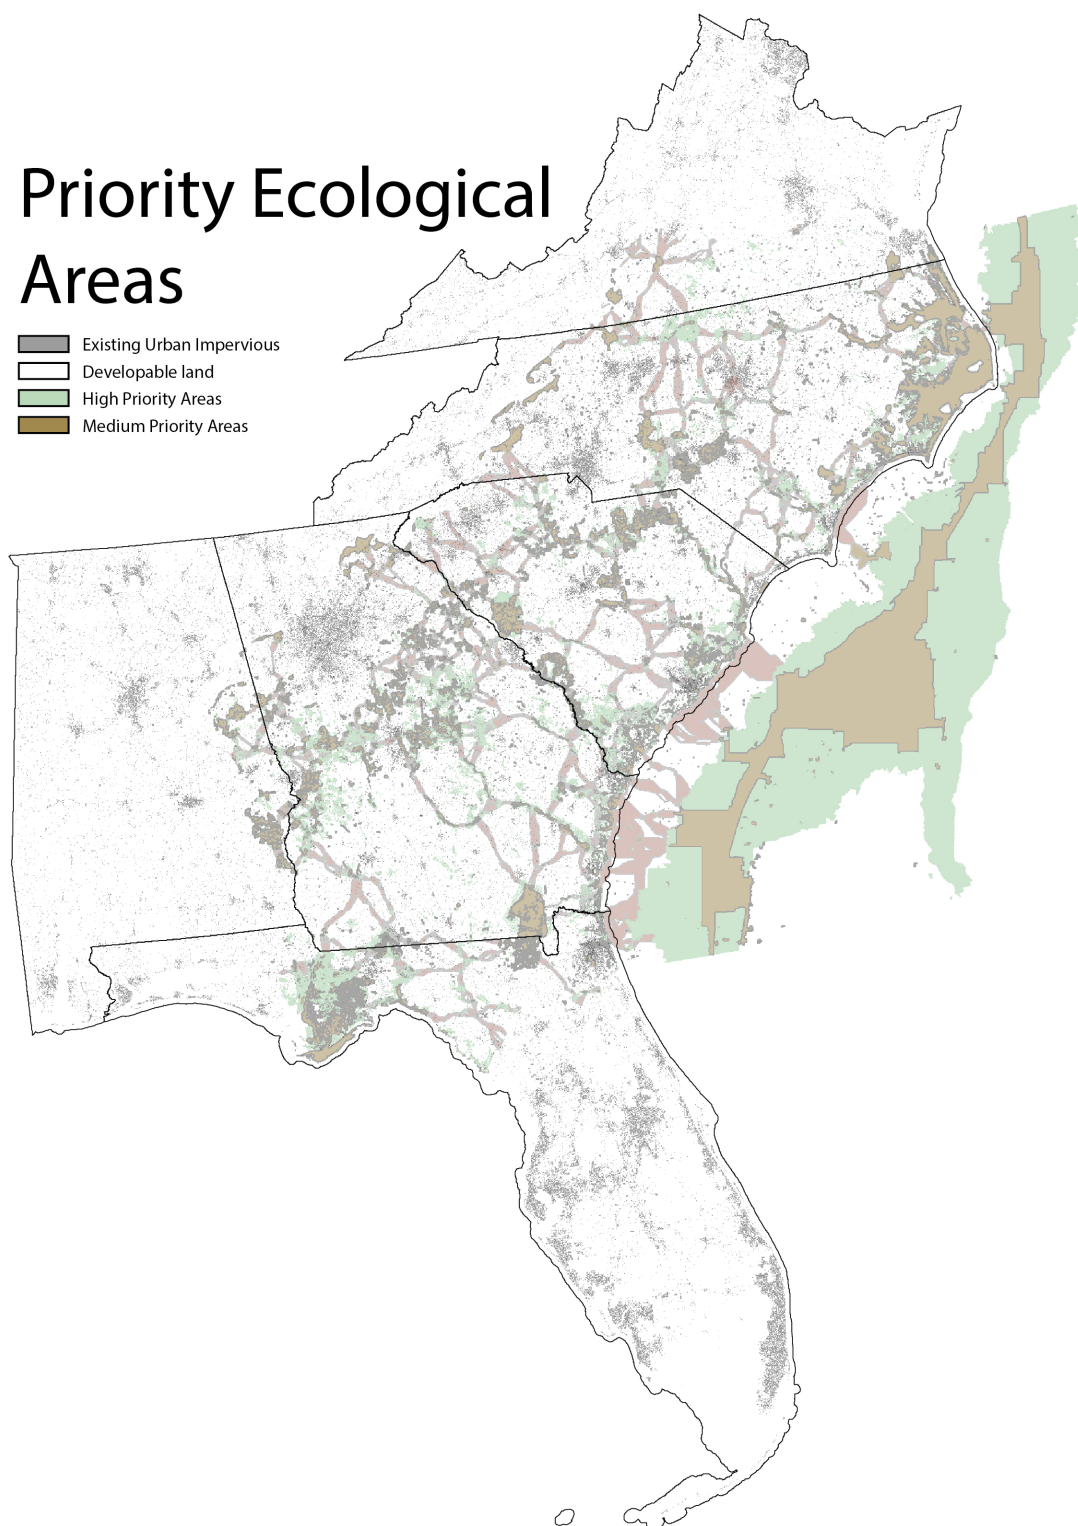 Priority Ecological
Areas
Existing Urban Impervious
Developable land
High Priority Areas
Medium Priority Areas